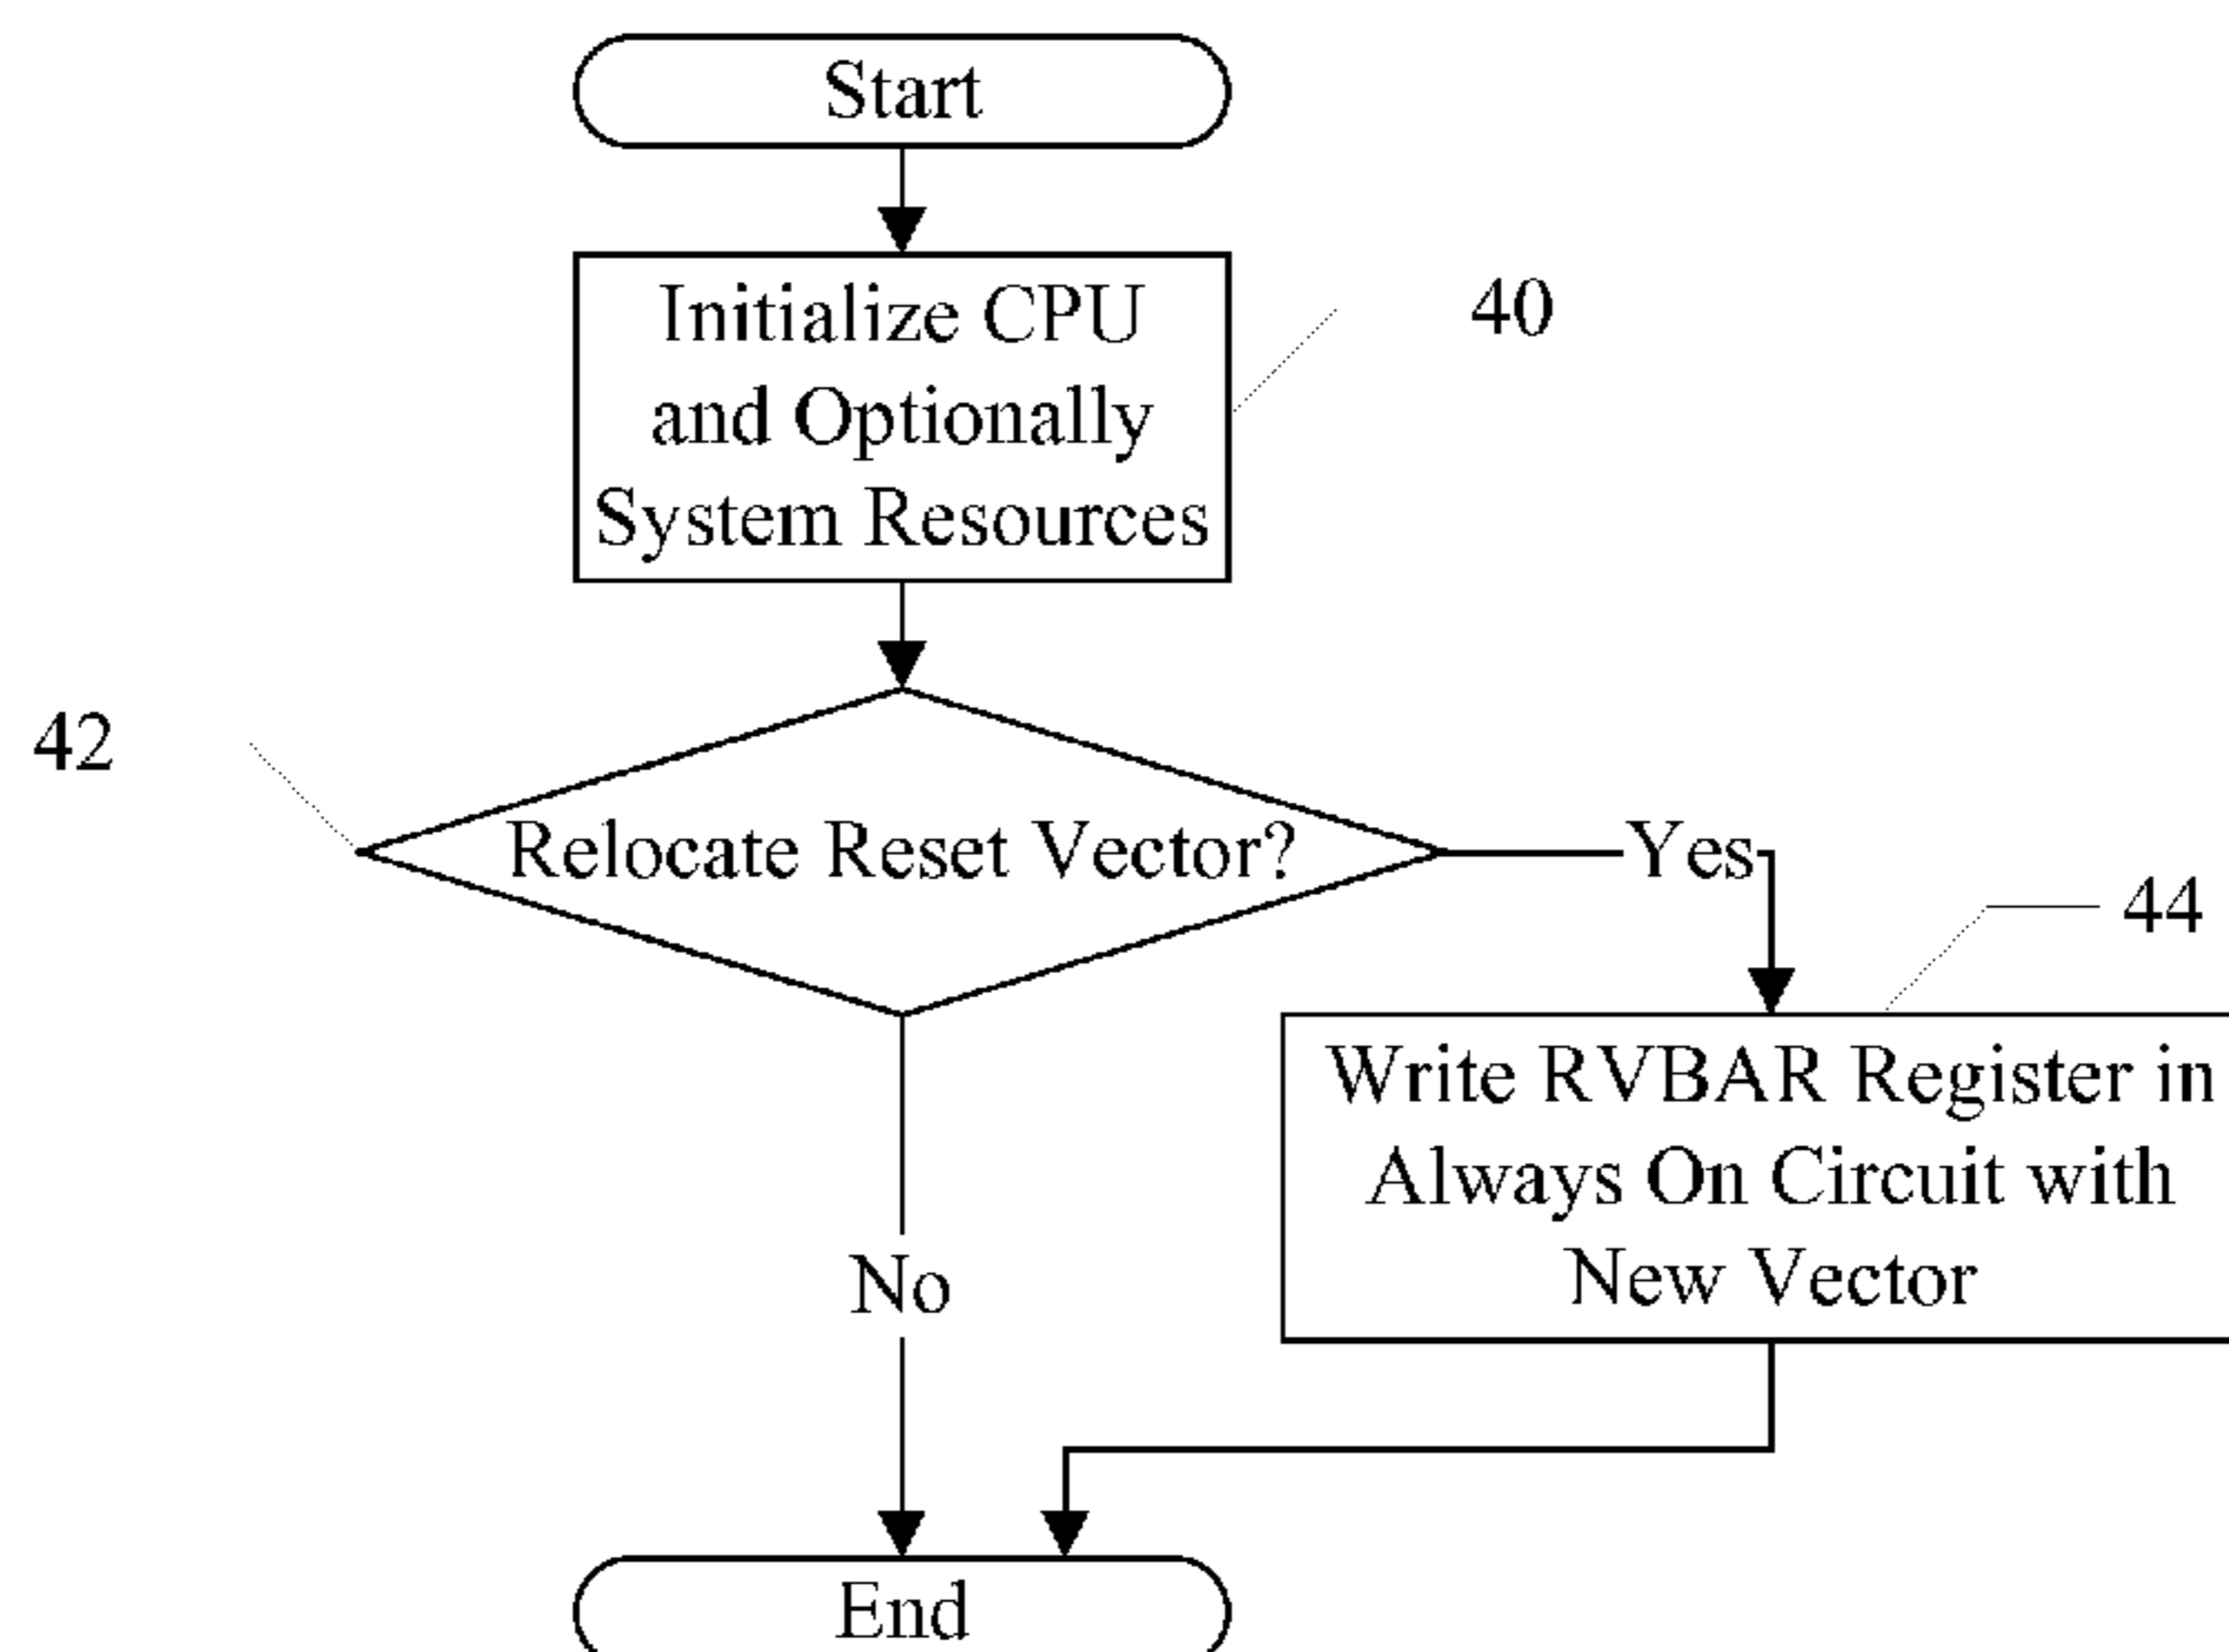 Start
Initialize CPU
and Optionally
System Resources
40
42
Relocate Reset Vector?
Yes
44
Write RVBAR Register in
Always On Circuit with
New Vector
No
End